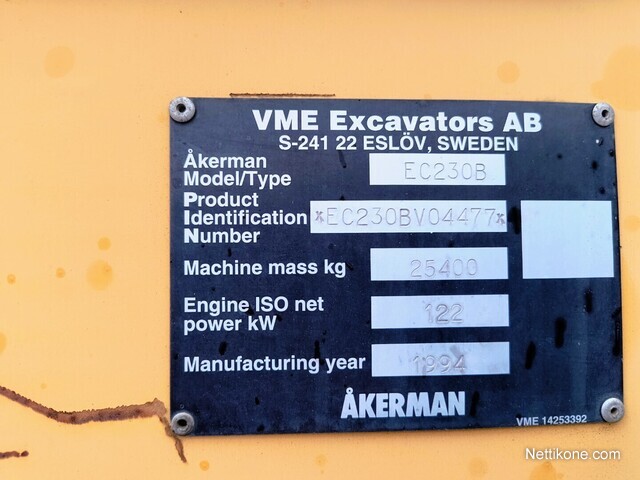 VME Excavators AB
S-241 22 ESLÖV, SWEDEN
Åkerman
Model/Type EC230B
Product
Identification *EC230BV04477*
Number
Machine mass kg 25400
Engine ISO net
power kW 122
Manufacturing year 1994
ÅKERMAN
VME 14253392
Nettikone.com